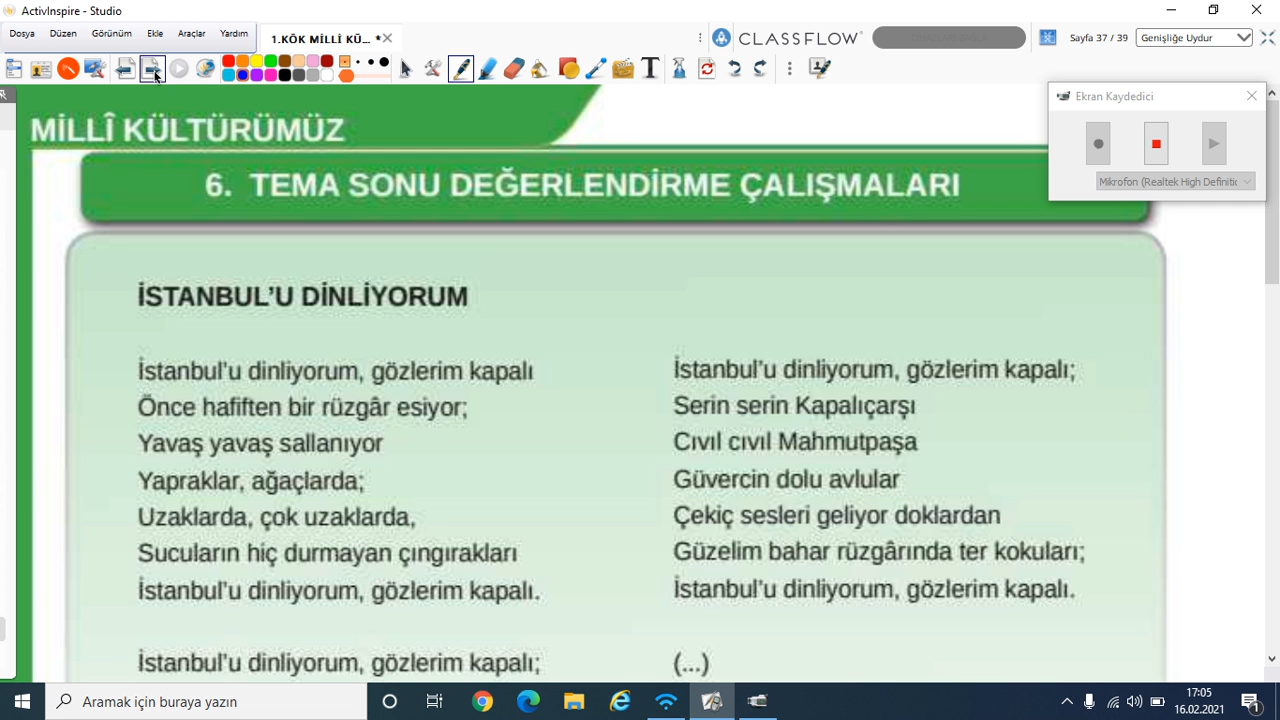 ActivInspire - Studio
Dosya Düzen Görünüm Ekle Araçlar Yardım
1.KÖK MİLLÎ KÜ... *
CLASSFLOW
Sayfa 37 / 39
Genişliğe Uydur
Ekran Kaydedici
Mikrofon (Realtek High Definitic
MİLLÎ KÜLTÜRÜMÜZ
6. TEMA SONU DEĞERLENDİRME ÇALIŞMALARI
İSTANBUL'U DİNLİYORUM
İstanbul'u dinliyorum, gözlerim kapalı
Önce hafiften bir rüzgâr esiyor;
Yavaş yavaş sallanıyor
Yapraklar, ağaçlarda;
Uzaklarda, çok uzaklarda,
Sucuların hiç durmayan çıngırakları
İstanbul'u dinliyorum, gözlerim kapalı.
İstanbul'u dinliyorum, gözlerim kapalı;
İstanbul'u dinliyorum, gözlerim kapalı;
Serin serin Kapalıçarşı
Cıvıl cıvıl Mahmutpaşa
Güvercin dolu avlular
Çekiç sesleri geliyor doklardan
Güzelim bahar rüzgârında ter kokuları;
İstanbul'u dinliyorum, gözlerim kapalı.
(...)
Aramak için buraya yazın
17:05
16.02.2021
1